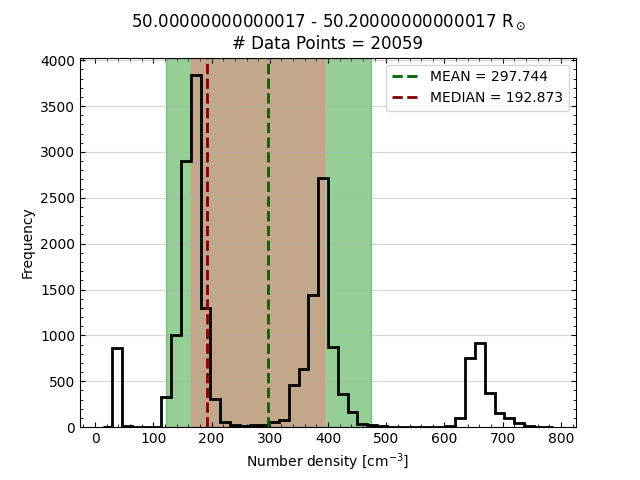 50.00000000000017 - 50.20000000000017 R⊙
# Data Points = 20059
MEAN = 297.744
MEDIAN = 192.873
Frequency
4000
3500
3000
2500
2000
1500
1000
500
0
0 100 200 300 400 500 600 700 800
Number density [cm⁻³]